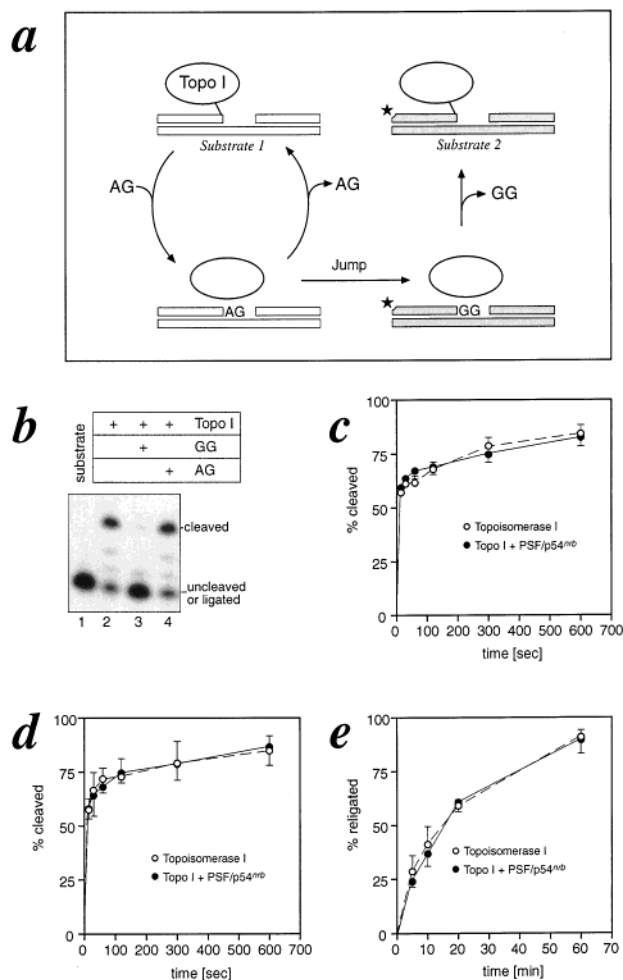 a
Topo I
Substrate 1
Substrate 2
AG
AG
GG
Jump
AG
GG
b
substrate
+ + + Topo I
+ GG
+ AG
cleaved
uncleaved
or ligated
1 2 3 4
c
% cleaved
100
75
50
25
0
Topoisomerase I
Topo I + PSF/p54nrb
0 100 200 300 400 500 600 700
time [sec]
d
% cleaved
100
75
50
25
0
Topoisomerase I
Topo I + PSF/p54nrb
0 100 200 300 400 500 600 700
time [sec]
e
% religated
100
75
50
25
0
Topoisomerase I
Topo I + PSF/p54nrb
0 10 20 30 40 50 60 70
time [min]